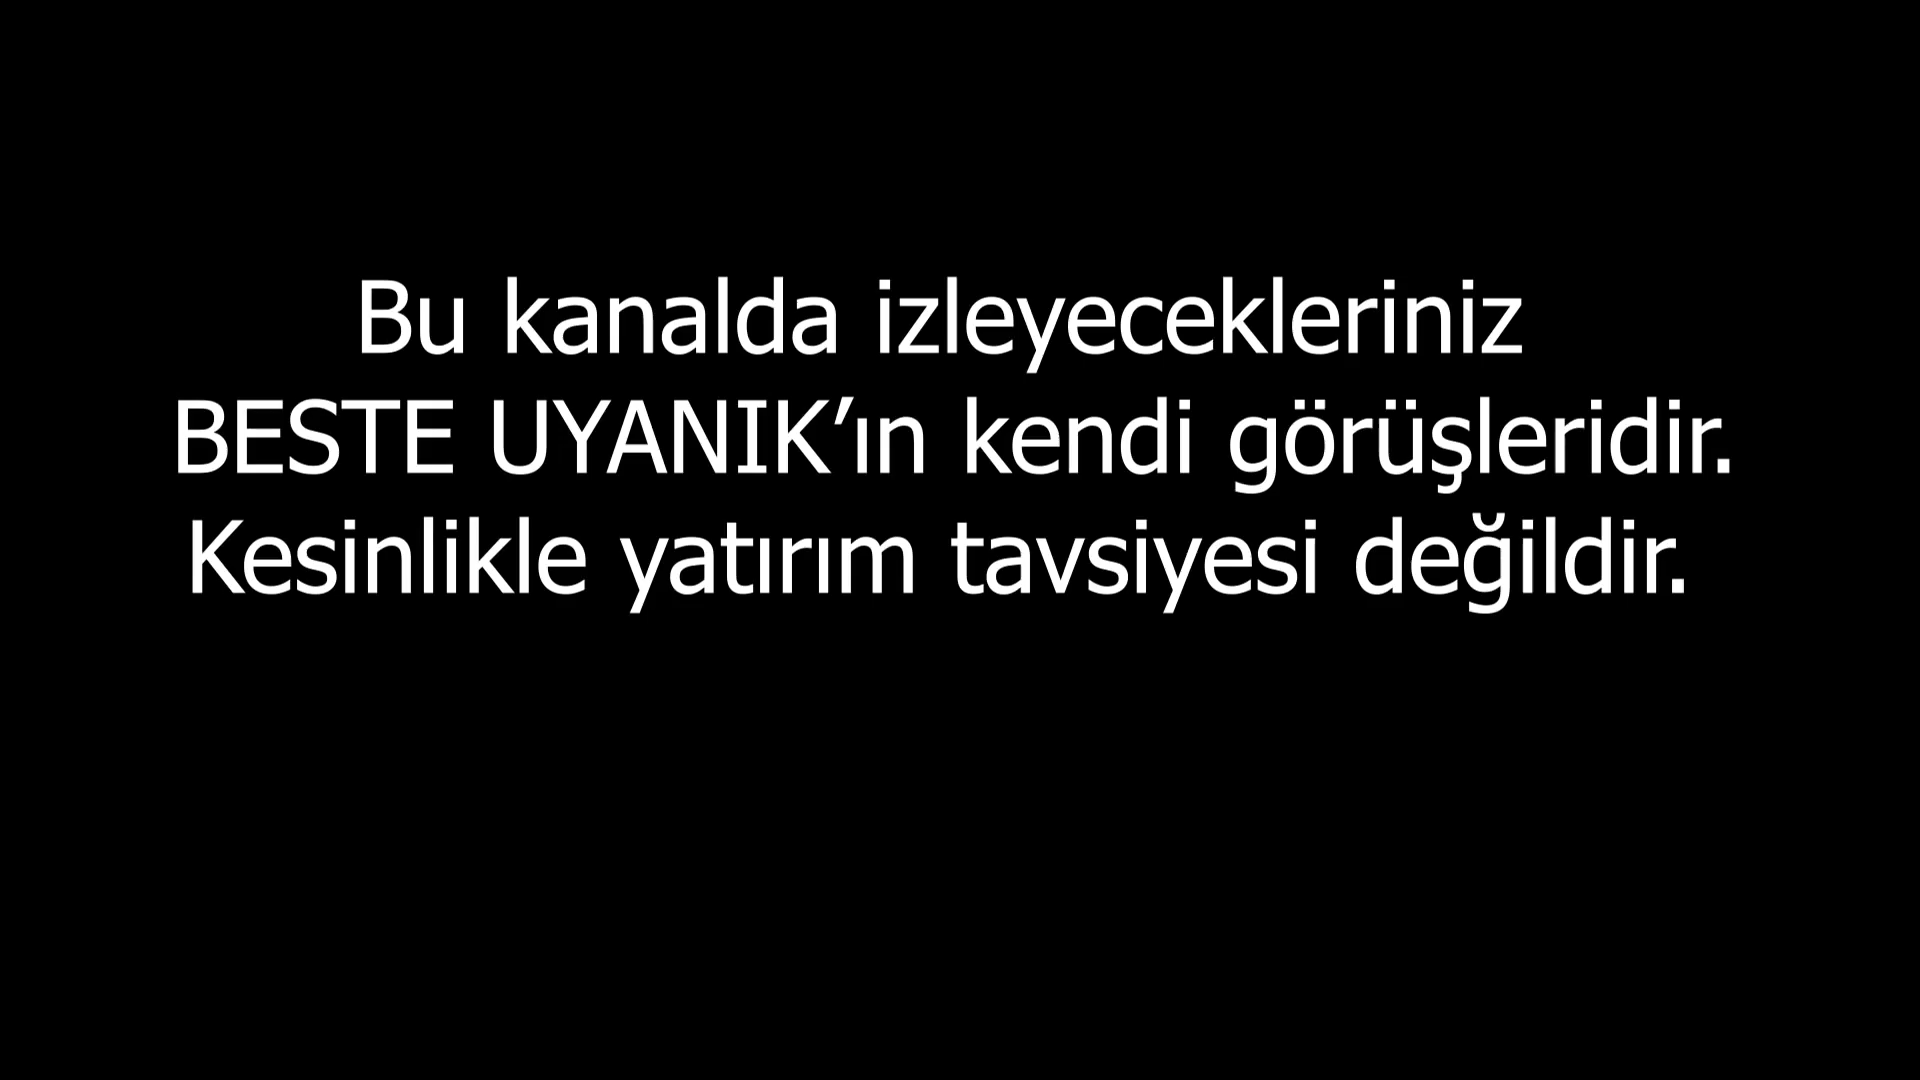 Bu kanalda izleyecekleriniz
BESTE UYANIK’ın kendi görüşleridir.
Kesinlikle yatırım tavsiyesi değildir.